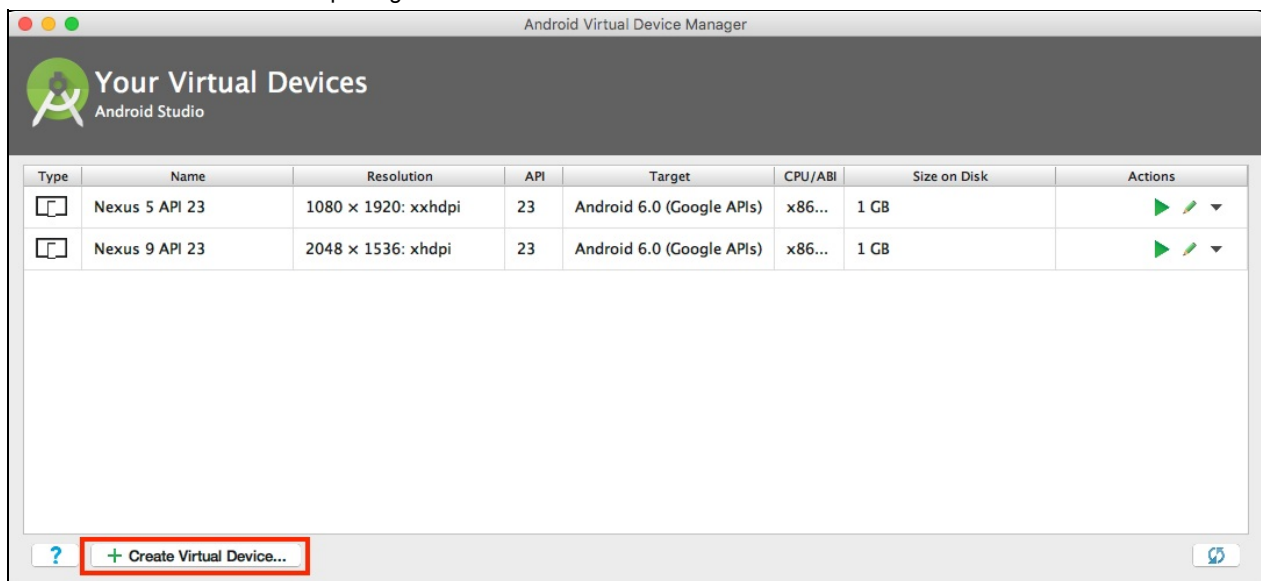 Android Virtual Device Manager
Your Virtual Devices
Android Studio
Type Name Resolution API Target CPU/ABI Size on Disk Actions
Nexus 5 API 23 1080 × 1920: xxhdpi 23 Android 6.0 (Google APIs) x86... 1 GB
Nexus 9 API 23 2048 × 1536: xhdpi 23 Android 6.0 (Google APIs) x86... 1 GB
? + Create Virtual Device...